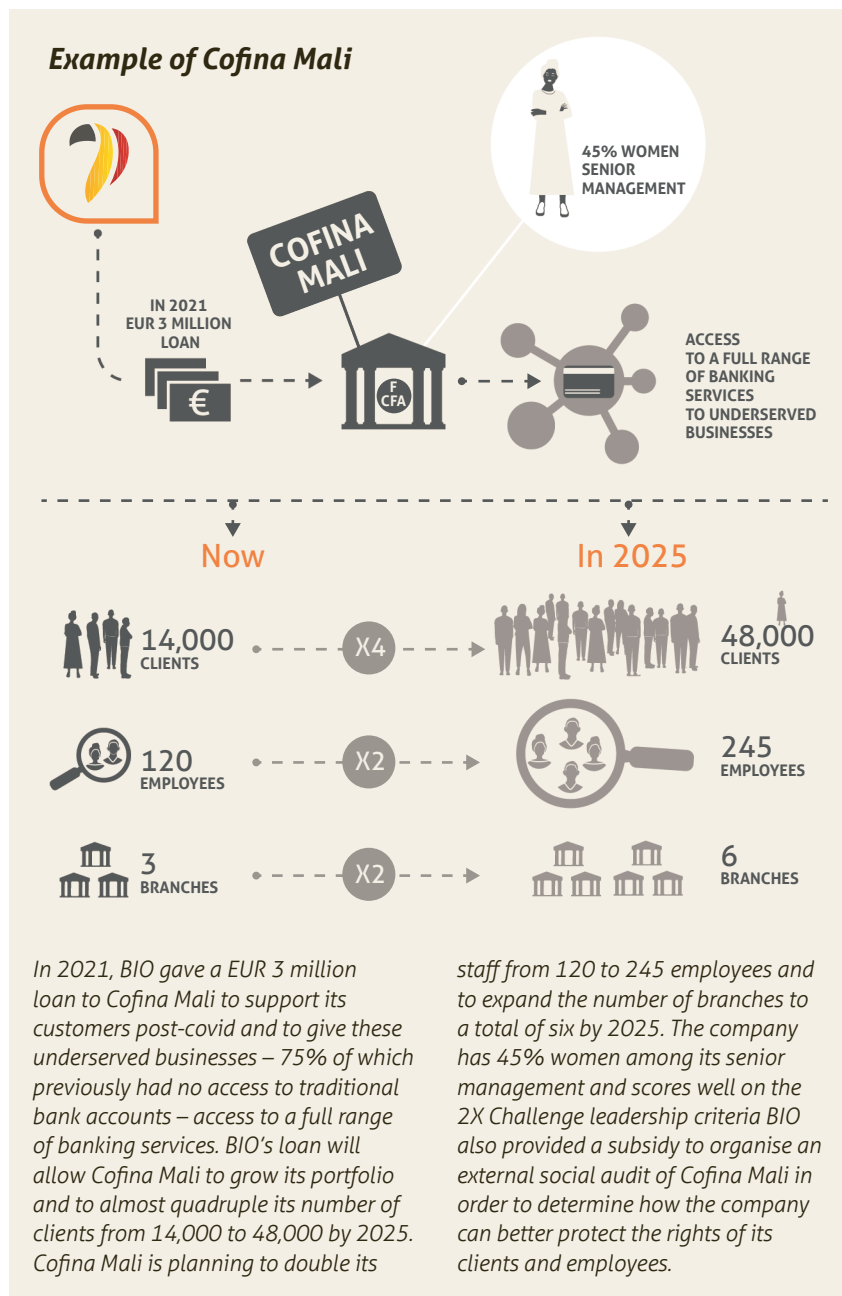 Example of Cofina Mali
45% WOMEN
SENIOR
MANAGEMENT
COFINA
MALI
IN 2021
EUR 3 MILLION
LOAN
€
F
CFA
ACCESS
TO A FULL RANGE
OF BANKING
SERVICES
TO UNDERSERVED
BUSINESSES
Now
In 2025
14,000
CLIENTS
X4
48,000
CLIENTS
120
EMPLOYEES
X2
245
EMPLOYEES
3
BRANCHES
X2
6
BRANCHES
In 2021, BIO gave a EUR 3 million
loan to Cofina Mali to support its
customers post-covid and to give these
underserved businesses – 75% of which
previously had no access to traditional
bank accounts – access to a full range
of banking services. BIO’s loan will
allow Cofina Mali to grow its portfolio
and to almost quadruple its number of
clients from 14,000 to 48,000 by 2025.
Cofina Mali is planning to double its
staff from 120 to 245 employees and
to expand the number of branches to
a total of six by 2025. The company
has 45% women among its senior
management and scores well on the
2X Challenge leadership criteria BIO
also provided a subsidy to organise an
external social audit of Cofina Mali in
order to determine how the company
can better protect the rights of its
clients and employees.